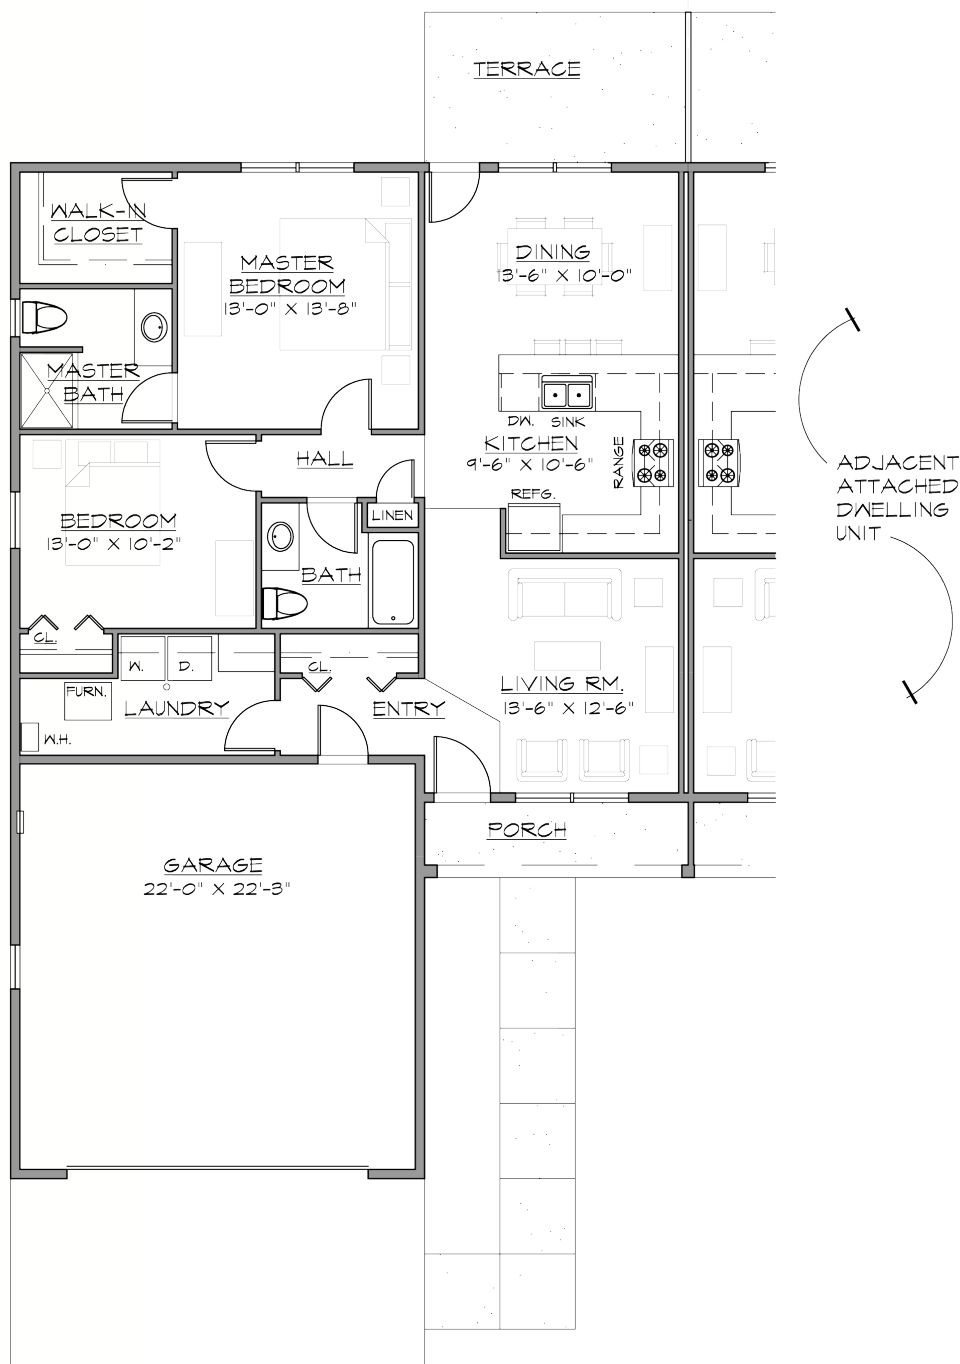 TERRACE
WALK-IN
CLOSET
MASTER
BEDROOM
13'-0" X 13'-8"
DINING
13'-6" X 10'-0"
MASTER
BATH
DW. SINK
KITCHEN
9'-6" X 10'-6"
RANGE
REFG.
HALL
LINEN
BEDROOM
13'-0" X 10'-2"
BATH
ADJACENT
ATTACHED
DWELLING
UNIT
CL.
W.
D.
CL.
FURN.
LAUNDRY
W.H.
ENTRY
LIVING RM.
13'-6" X 12'-6"
PORCH
GARAGE
22'-0" X 22'-3"